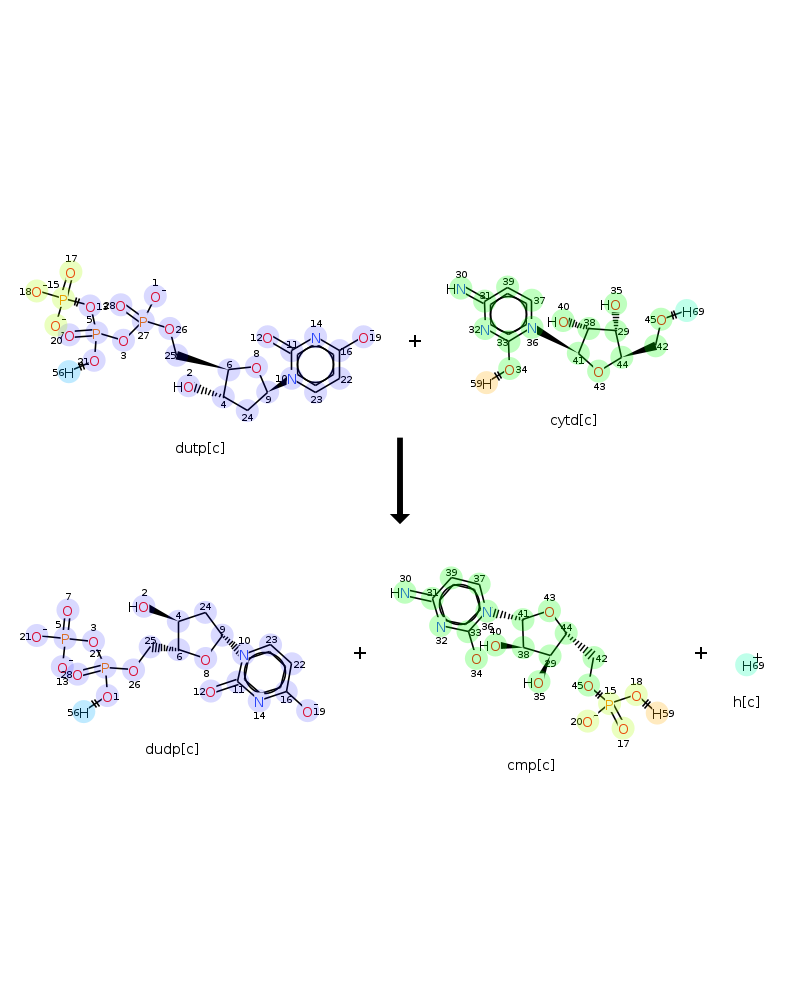 17
30 39
35
18 O⁻ 15 O 1 28 O O⁻ HN 31 37 HO 45 O H 69
P O 13 40
5 27 P O 26 14 HO 38 29
20 O O P 12 O 11 N 16 O⁻ 19 32 N 33 N 36 42
21 O O 3 25 6 8 O 10 N 22 34 O 41 O 44
56 H 2 HO 4 9 23 59 H 43
24
+
dutp[c]
cytd[c]
39
7 2 24 30 HN 31 37 43
O HO 4 N O
21 O⁻ 5 P O 3 25 9 10 23 32 N 33 36 40 41 44
O⁻ 13 27 P O 28 O 26 6 O 8 N 22 O 34 HO 38 29 42
O 1 12 O 11 N 14 16 O⁻ 19 HO 35 45 O 15 P O 18 H 59
56 H 20 O⁻ O 17
+
+
H⁺ 69
dudp[c]
cmp[c]
h[c]